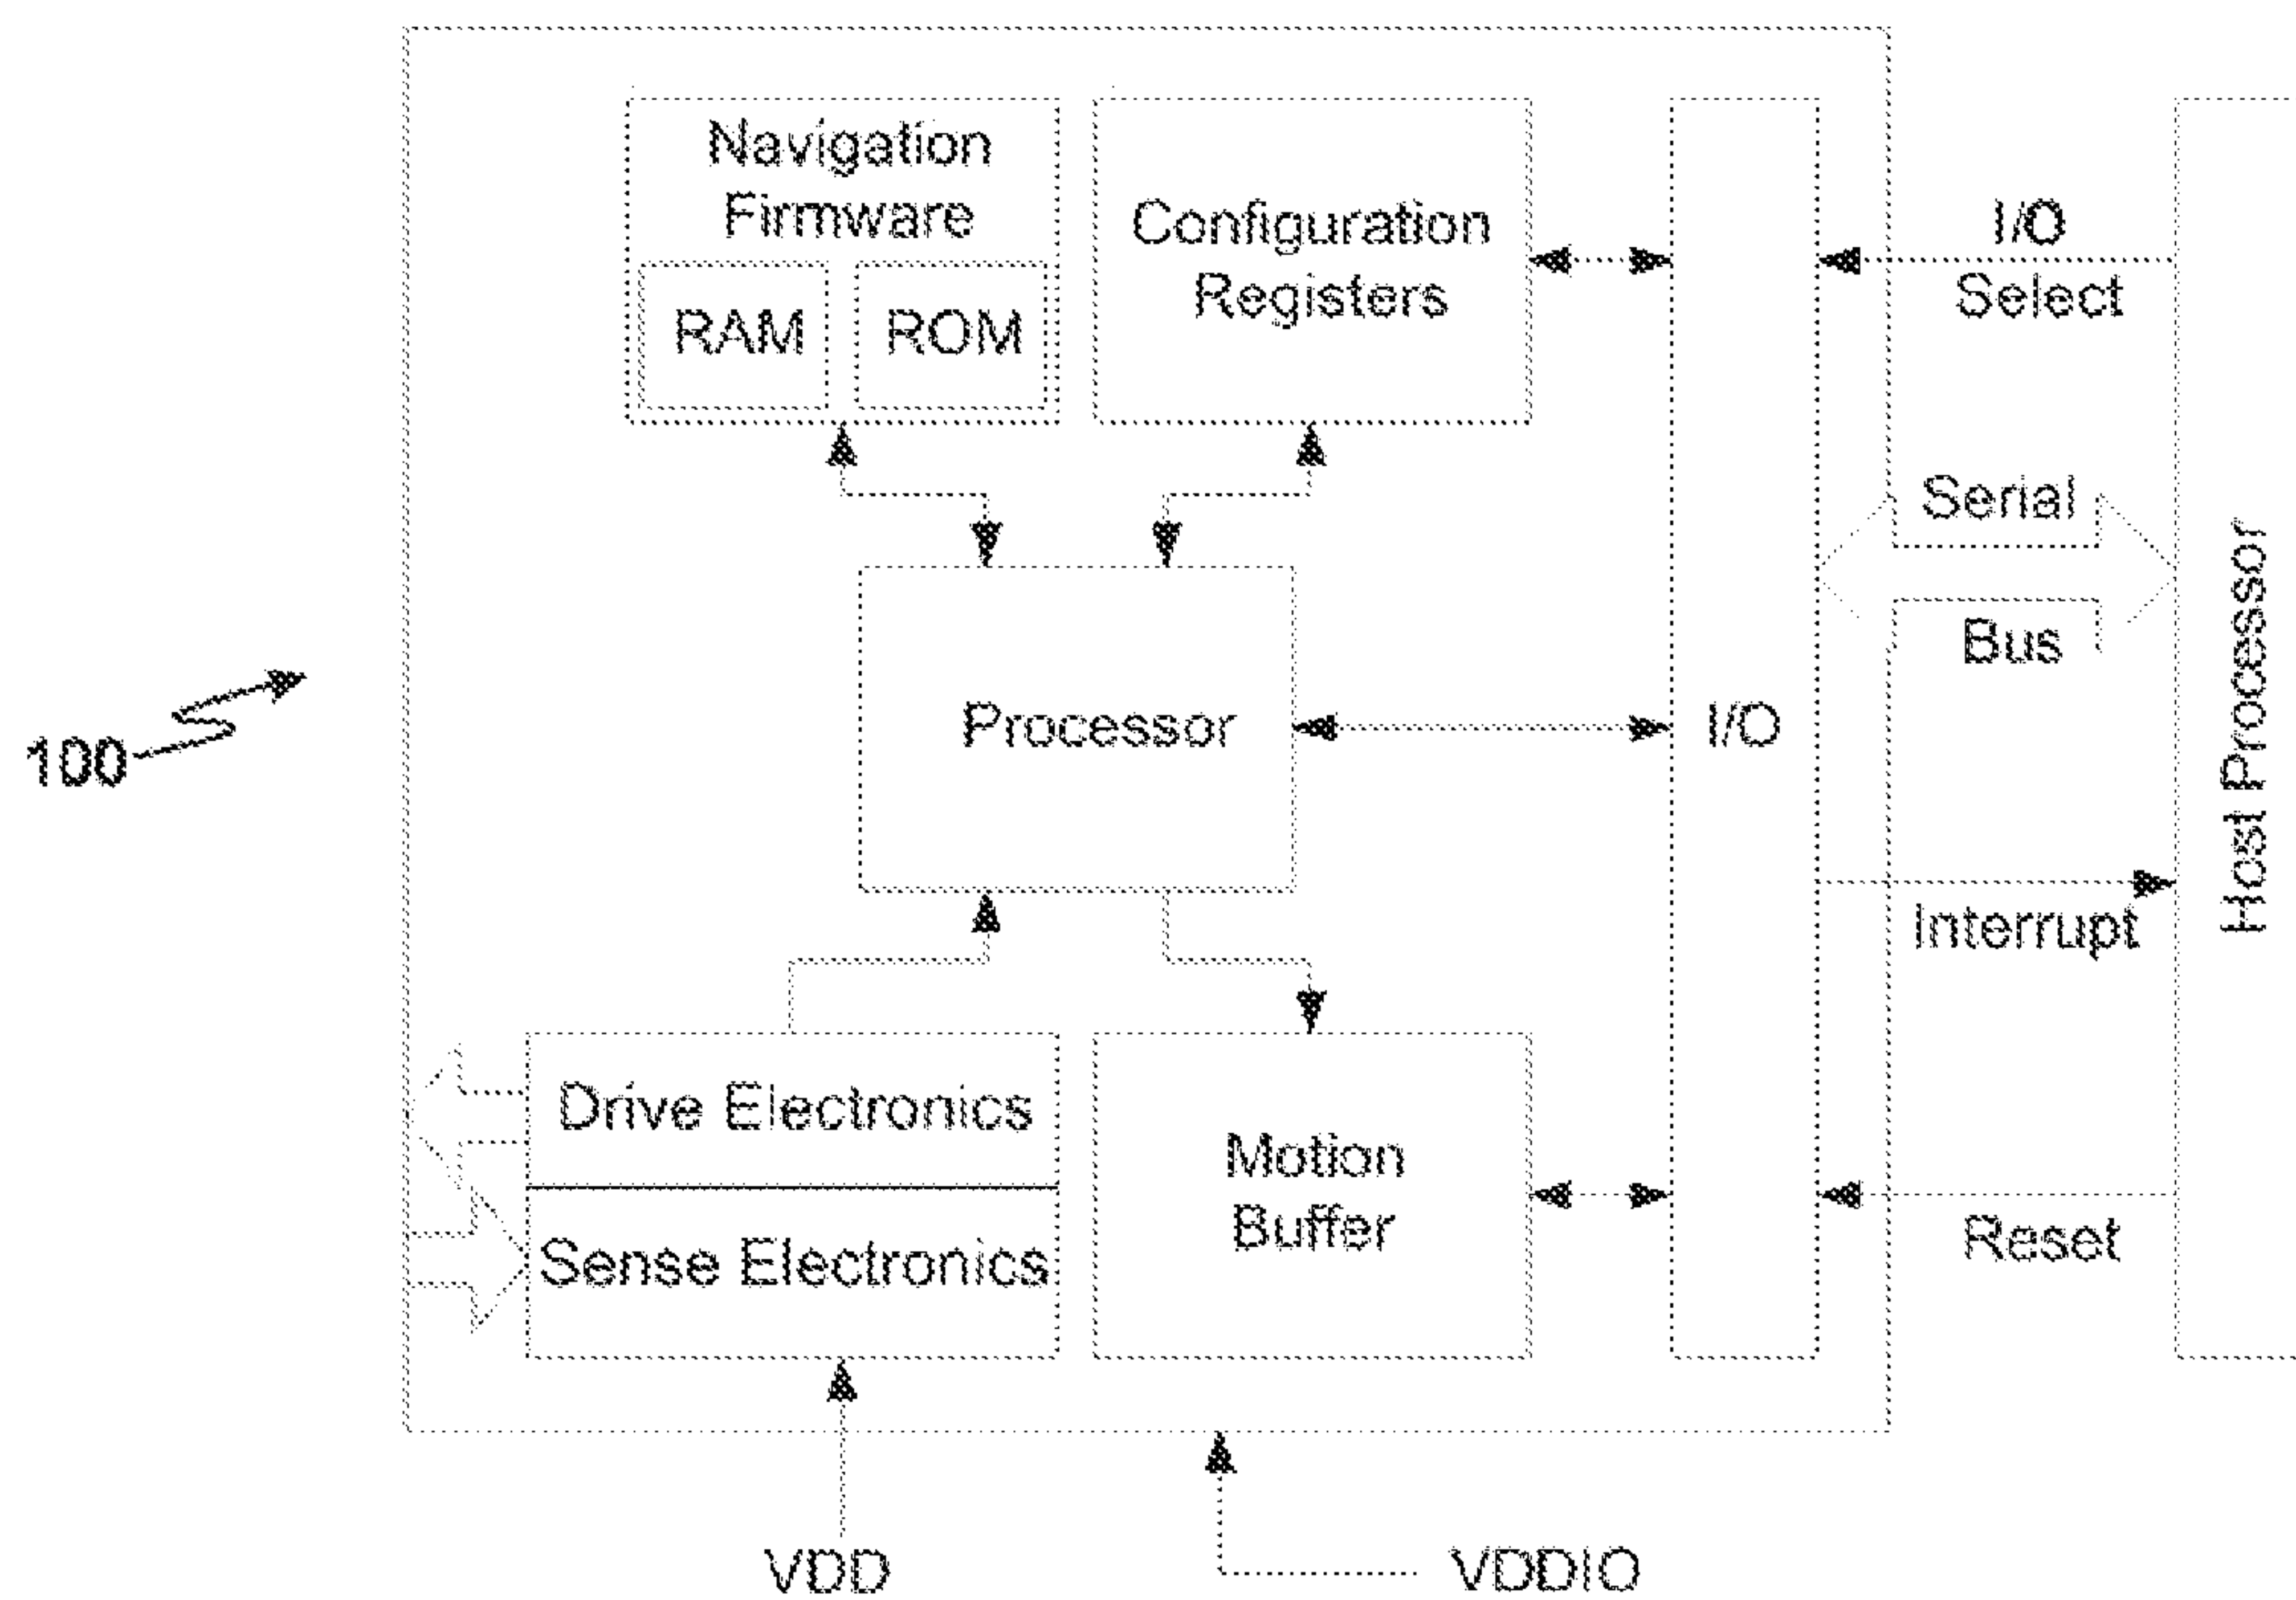 Navigation
Firmware
RAM
ROM
Configuration
Registers
I/O
Select
Serial
Bus
100
Processor
I/O
Host Processor
Interrupt
Drive Electronics
Sense Electronics
Motion
Buffer
Reset
VDD
VDDIO